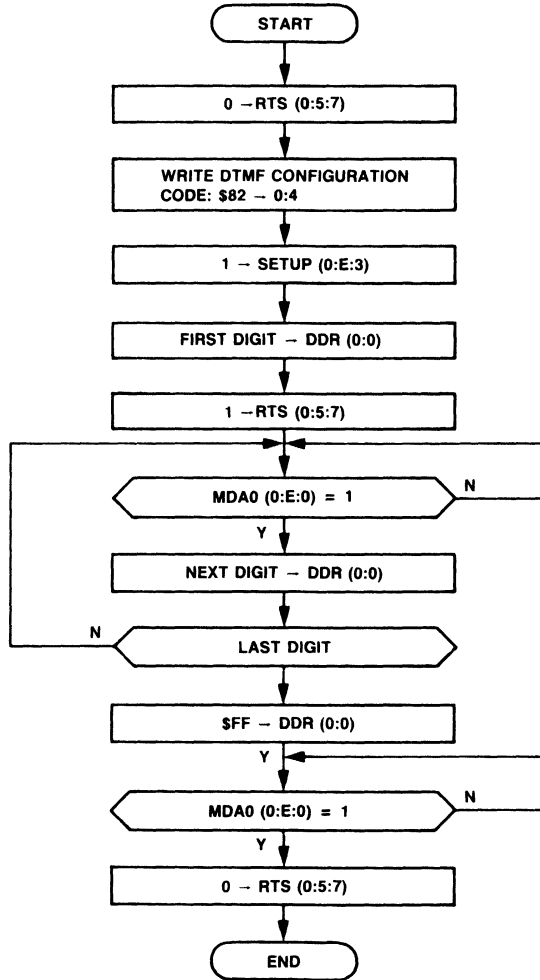 START
0 → RTS (0:5:7)
WRITE DTMF CONFIGURATION
CODE: $82 → 0:4
1 → SETUP (0:E:3)
FIRST DIGIT → DDR (0:0)
1 → RTS (0:5:7)
MDA0 (0:E:0) = 1
N
Y
NEXT DIGIT → DDR (0:0)
N
LAST DIGIT
$FF → DDR (0:0)
Y
MDA0 (0:E:0) = 1
N
Y
0 → RTS (0:5:7)
END